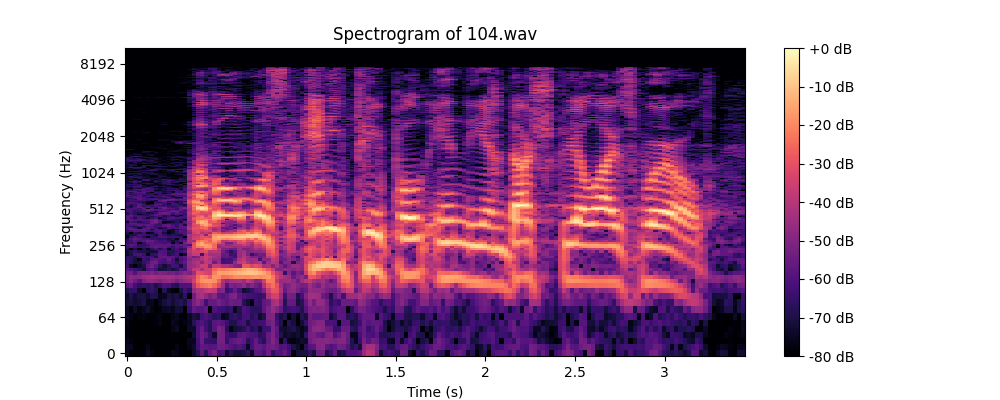 Spectrogram of 104.wav
+0 dB
8192
-10 dB
4096
-20 dB
2048
-30 dB
1024
-40 dB
512
-50 dB
256
-60 dB
128
-70 dB
64
0
-80 dB
Frequency (Hz)
0 0.5 1 1.5 2 2.5 3
Time (s)